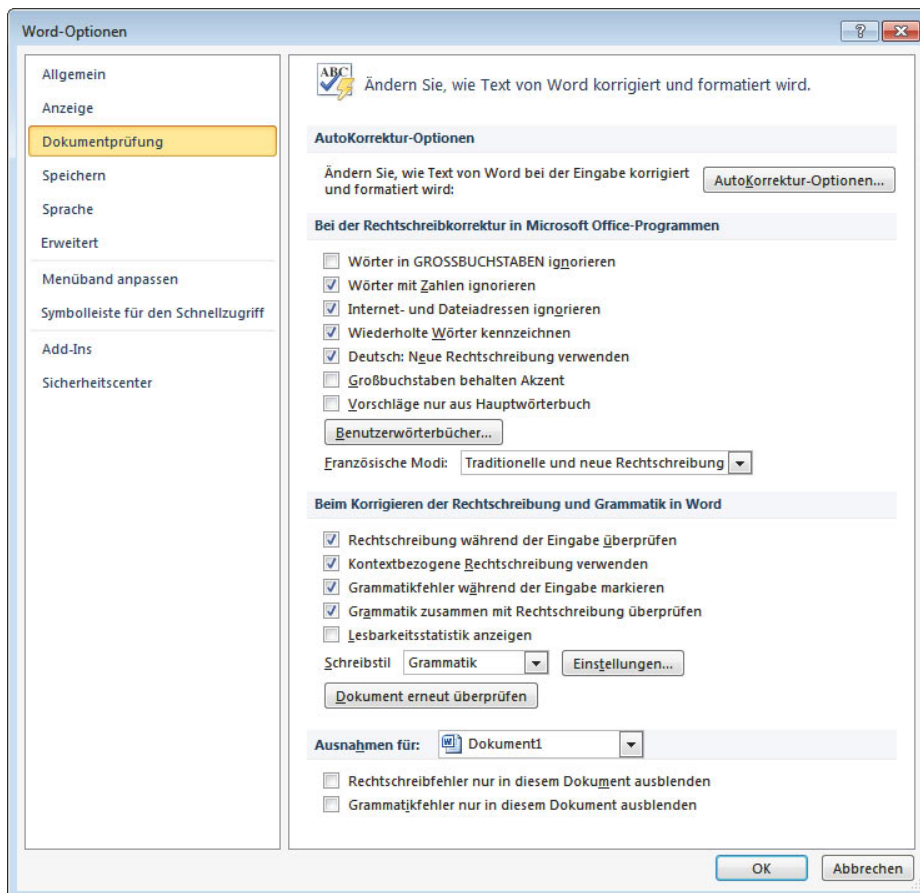 Word-Optionen
Allgemein
Anzeige
Dokumentprüfung
Speichern
Sprache
Erweitert
Menüband anpassen
Symbolleiste für den Schnellzugriff
Add-Ins
Sicherheitscenter
ABC
Ändern Sie, wie Text von Word korrigiert und formatiert wird.
AutoKorrektur-Optionen
Ändern Sie, wie Text von Word bei der Eingabe korrigiert
und formatiert wird:
AutoKorrektur-Optionen...
Bei der Rechtschreibkorrektur in Microsoft Office-Programmen
Wörter in GROSSBUCHSTABEN ignorieren
Wörter mit Zahlen ignorieren
Internet- und Dateiadressen ignorieren
Wiederholte Wörter kennzeichnen
Deutsch: Neue Rechtschreibung verwenden
Großbuchstaben behalten Akzent
Vorschläge nur aus Hauptwörterbuch
Benutzerwörterbücher...
Französische Modi: Traditionelle und neue Rechtschreibung
Beim Korrigieren der Rechtschreibung und Grammatik in Word
Rechtschreibung während der Eingabe überprüfen
Kontextbezogene Rechtschreibung verwenden
Grammatikfehler während der Eingabe markieren
Grammatik zusammen mit Rechtschreibung überprüfen
Lesbarkeitsstatistik anzeigen
Schreibstil Grammatik Einstellungen...
Dokument erneut überprüfen
Ausnahmen für: Dokument1
Rechtschreibfehler nur in diesem Dokument ausblenden
Grammatikfehler nur in diesem Dokument ausblenden
OK Abbrechen